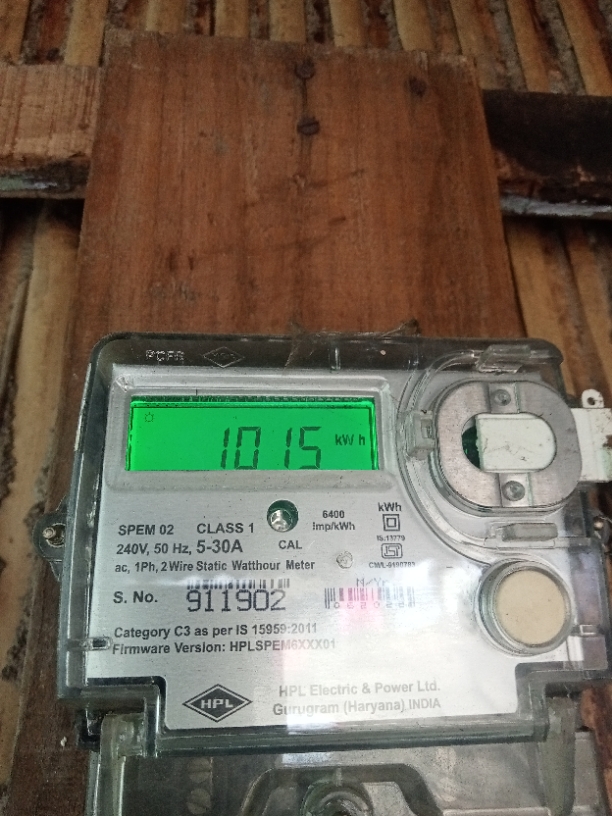 1015 kWh
6400
imp/kWh
kWh
SPEM 02 CLASS 1
240V, 50 Hz, 5-30A CAL
IS:13779
ac, 1Ph, 2 Wire Static Watthour Meter
S. No. 911902
Category C3 as per IS 15959:2011
Firmware Version: HPLSPEM6XXX01
HPL
HPL Electric & Power Ltd.
Gurugram (Haryana) INDIA